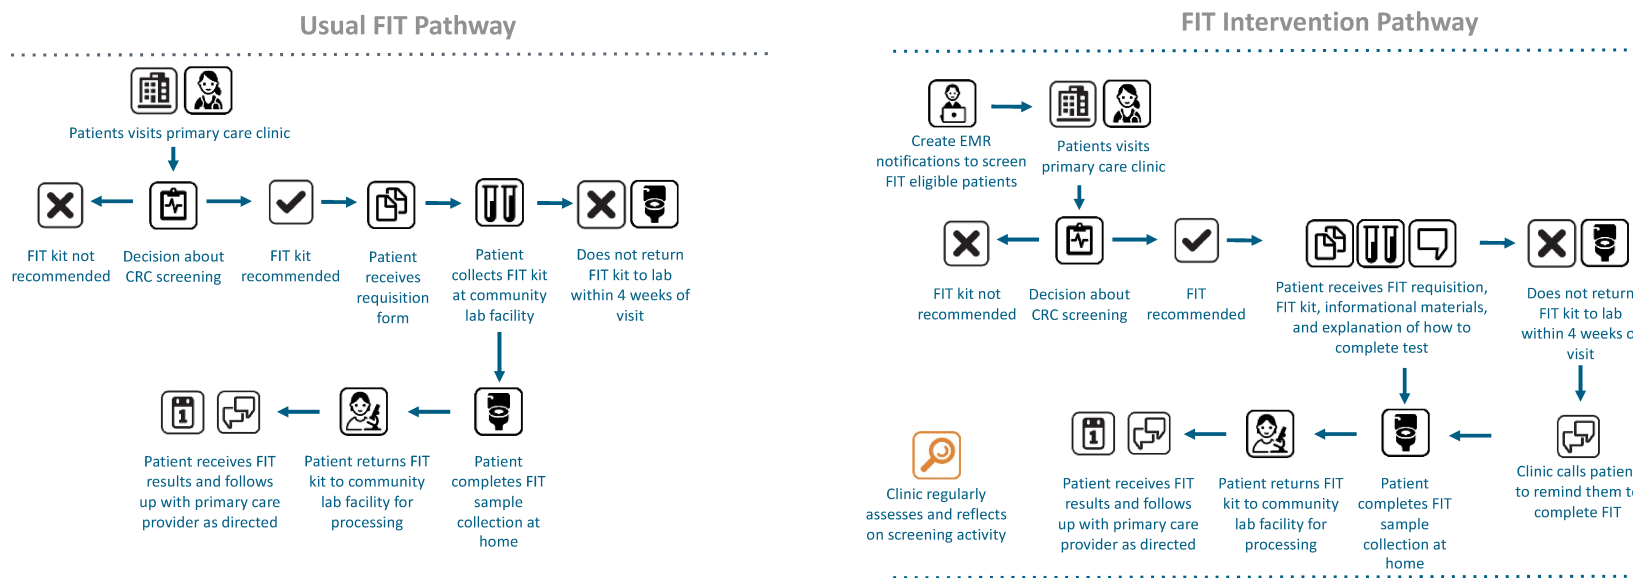 Usual FIT Pathway
Patients visits primary care clinic
FIT kit not
recommended
Decision about
CRC screening
FIT kit
recommended
Patient
receives
requisition
form
Patient
collects FIT kit
at community
lab facility
Does not return
FIT kit to lab
within 4 weeks of
visit
1
Patient receives FIT
results and follows
up with primary care
provider as directed
Patient returns FIT
kit to community
lab facility for
processing
Patient
completes FIT
sample
collection at
home
FIT Intervention Pathway
Create EMR
notifications to screen
FIT eligible patients
Patients visits
primary care clinic
FIT kit not
recommended
Decision about
CRC screening
FIT
recommended
Patient receives FIT requisition,
FIT kit, informational materials,
and explanation of how to
complete test
Does not return
FIT kit to lab
within 4 weeks o
visit
Clinic regularly
assesses and reflects
on screening activity
1
Patient receives FIT
results and follows
up with primary care
provider as directed
Patient returns FIT
kit to community
lab facility for
processing
Patient
completes FIT
sample
collection at
home
Clinic calls patien
to remind them t
complete FIT